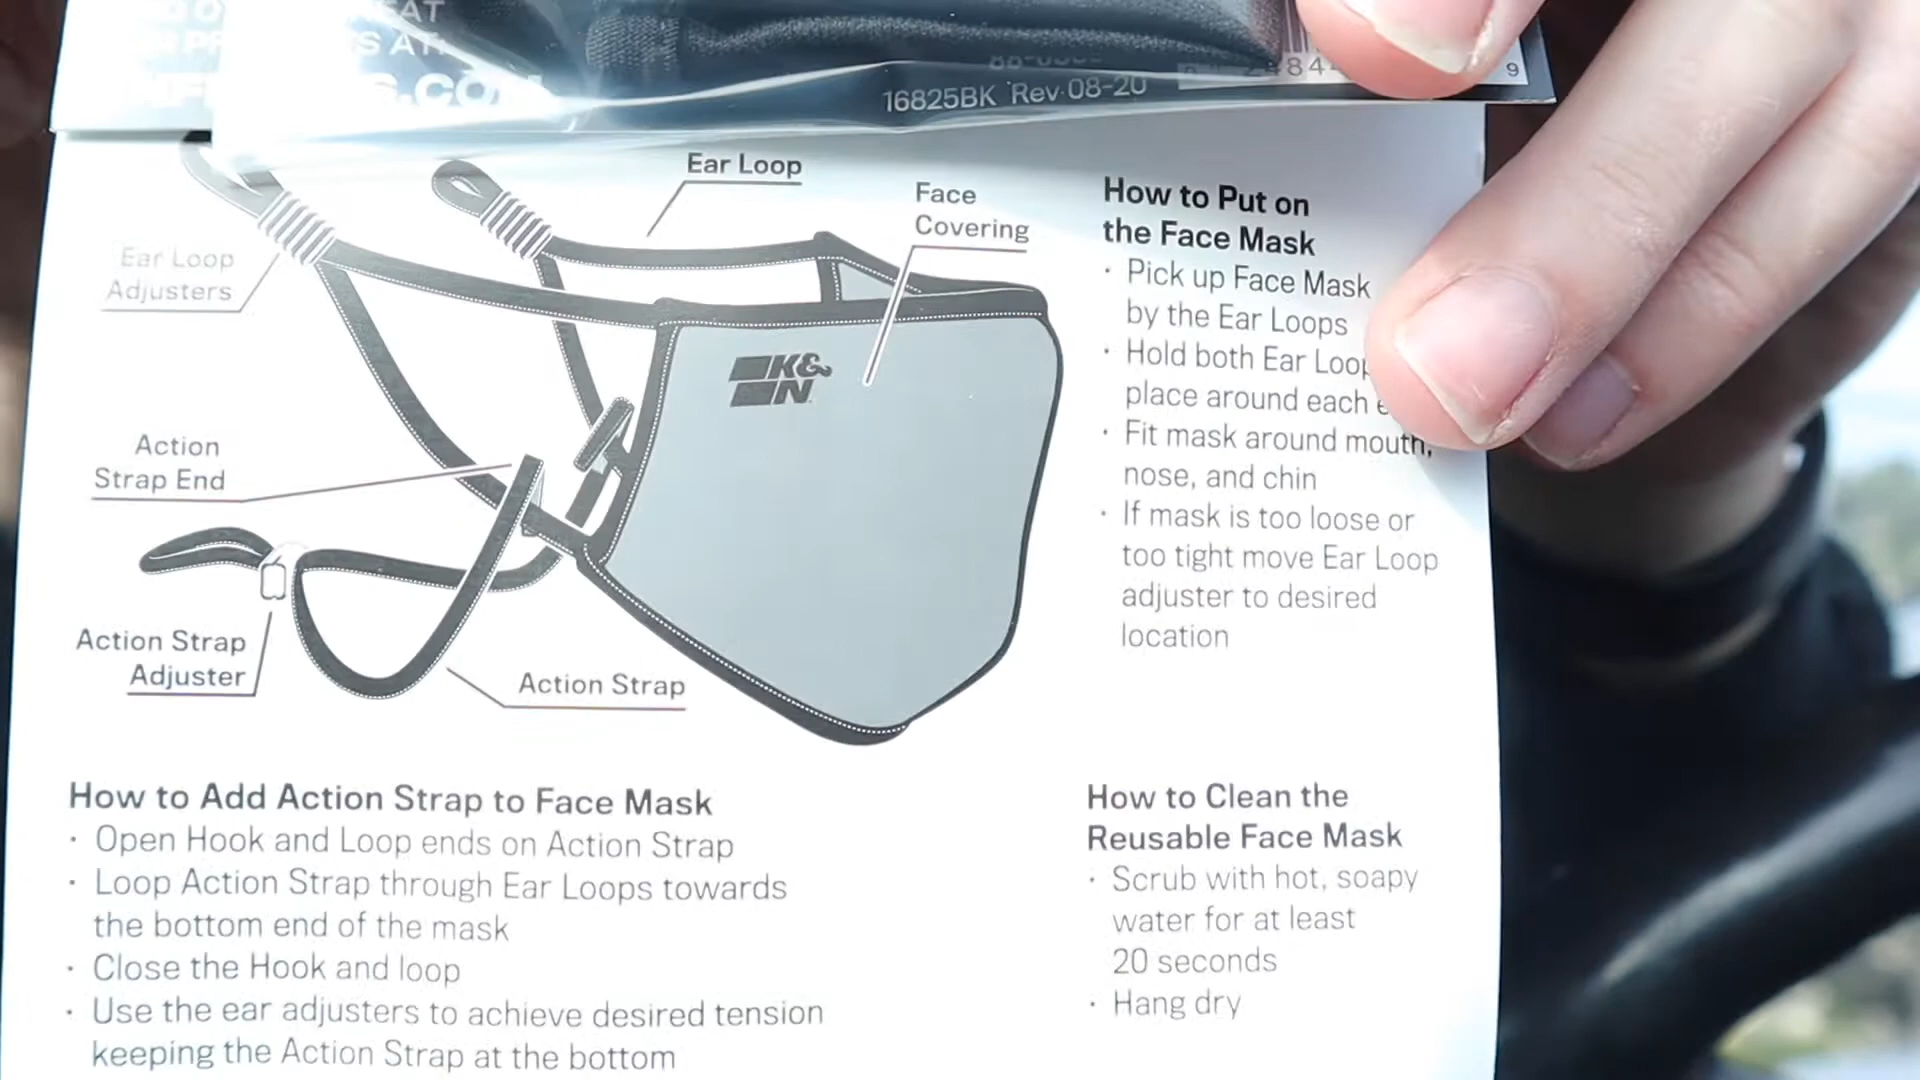 EAT
S AT:
S.COM
16825BK Rev 08-20
9
Ear Loop
Face
Covering
Ear Loop
Adjusters
K&N
Action
Strap End
Action Strap
Adjuster
Action Strap
How to Put on
the Face Mask
· Pick up Face Mask
by the Ear Loops
· Hold both Ear
place around each
· Fit mask around mouth,
nose, and chin
· If mask is too loose or
too tight move Ear Loop
adjuster to desired
location
How to Add Action Strap to Face Mask
· Open Hook and Loop ends on Action Strap
· Loop Action Strap through Ear Loops towards
the bottom end of the mask
· Close the Hook and loop
· Use the ear adjusters to achieve desired tension
keeping the Action Strap at the bottom
How to Clean the
Reusable Face Mask
· Scrub with hot, soapy
water for at least
20 seconds
· Hang dry